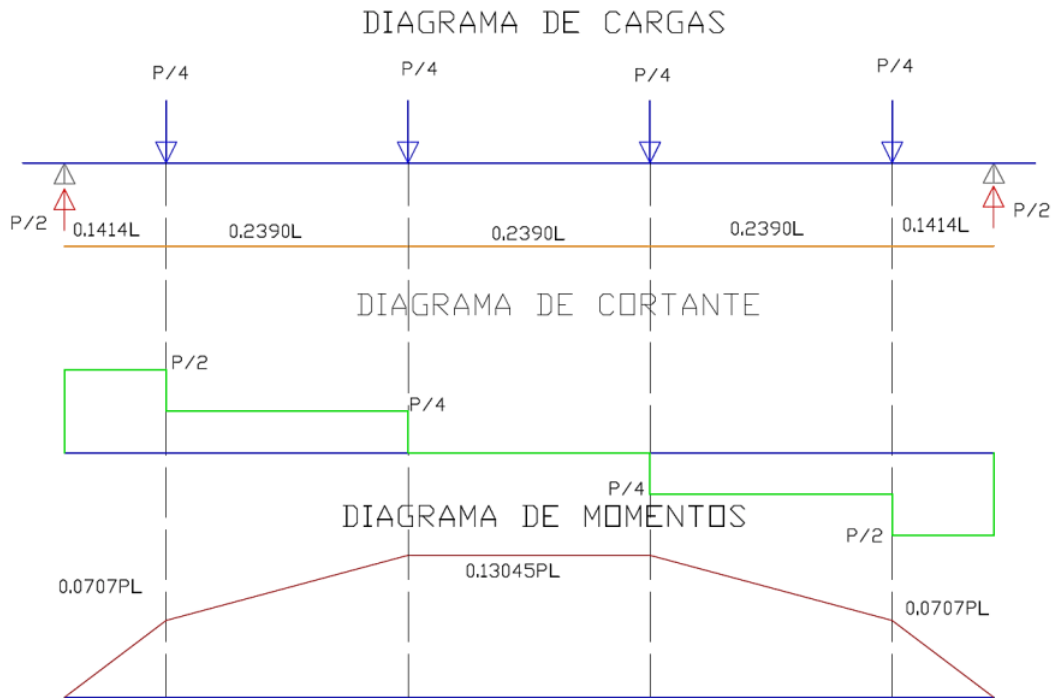 DIAGRAMA DE CARGAS
P/4
P/4
P/4
P/4
P/2
0.1414L
0.2390L
0.2390L
0.2390L
0.1414L
P/2
DIAGRAMA DE CORTANTE
P/2
P/4
P/4
P/2
DIAGRAMA DE MOMENTOS
0.0707PL
0.13045PL
0.0707PL